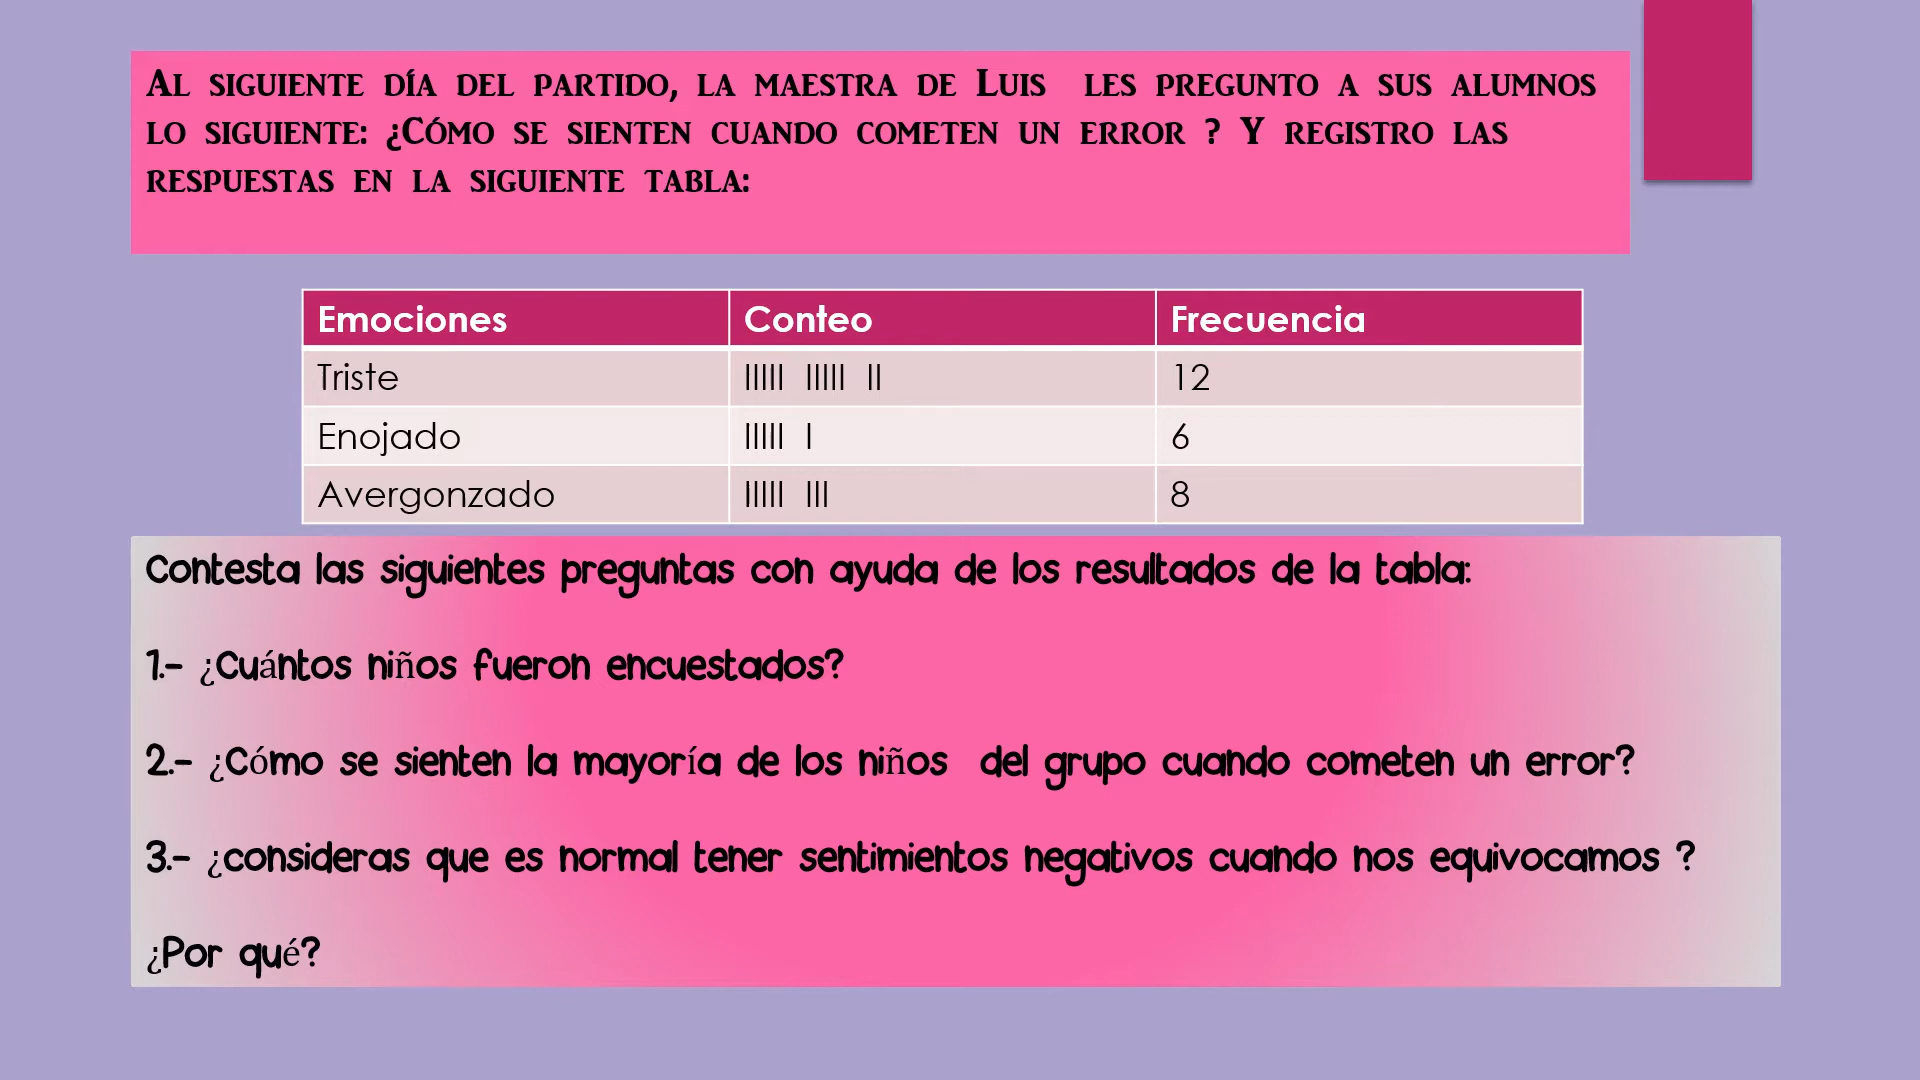 Al siguiente día del partido, la maestra de Luis les pregunto a sus alumnos
lo siguiente: ¿Cómo se sienten cuando cometen un error ? Y registro las
respuestas en la siguiente tabla:
Emociones Conteo Frecuencia
Triste IIIII IIIII II 12
Enojado IIIII I 6
Avergonzado IIIII III 8
Contesta las siguientes preguntas con ayuda de los resultados de la tabla:
1.- ¿Cuántos niños fueron encuestados?
2.- ¿Cómo se sienten la mayoría de los niños del grupo cuando cometen un error?
3.- ¿consideras que es normal tener sentimientos negativos cuando nos equivocamos ?
¿Por qué?